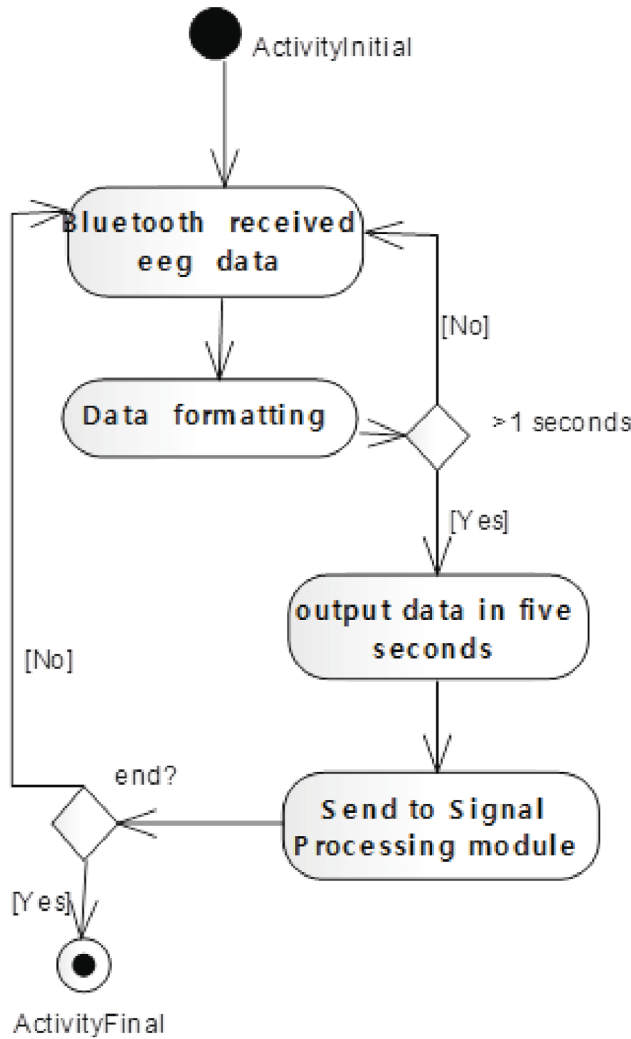 ActivityInitial
Bluetooth received
eeg data
[No]
Data formatting
>1 seconds
[Yes]
output data in five
seconds
[No]
end?
Send to Signal
Processing module
[Yes]
ActivityFinal